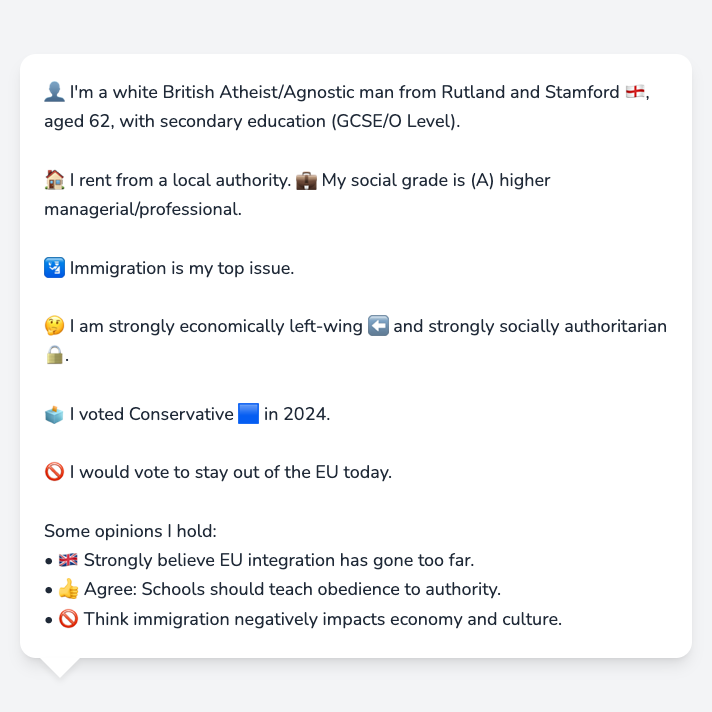 👤 I'm a white British Atheist/Agnostic man from Rutland and Stamford 🏴󠁧󠁢󠁥󠁮󠁧󠁿,
aged 62, with secondary education (GCSE/O Level).
🏠 I rent from a local authority. 💼 My social grade is (A) higher
managerial/professional.
🛂 Immigration is my top issue.
🤔 I am strongly economically left-wing ⬅️ and strongly socially authoritarian
🔒.
🗳️ I voted Conservative 🟦 in 2024.
🚫 I would vote to stay out of the EU today.
Some opinions I hold:
• 🇬🇧 Strongly believe EU integration has gone too far.
• 👍 Agree: Schools should teach obedience to authority.
• 🚫 Think immigration negatively impacts economy and culture.